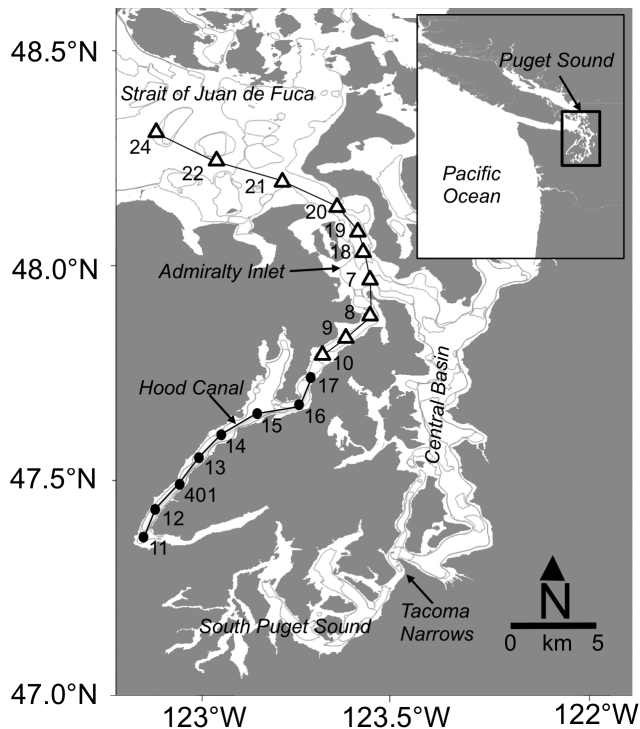 48.5°N
Puget Sound
Strait of Juan de Fuca
24
22
21
Pacific
Ocean
20
19
18
48.0°N
Admiralty Inlet
7
8
9
10
17
Hood Canal
Central Basin
16
15
14
13
47.5°N
401
12
11
N
0 km 5
Tacoma
Narrows
South Puget Sound
47.0°N
123°W
123.5°W
122°W